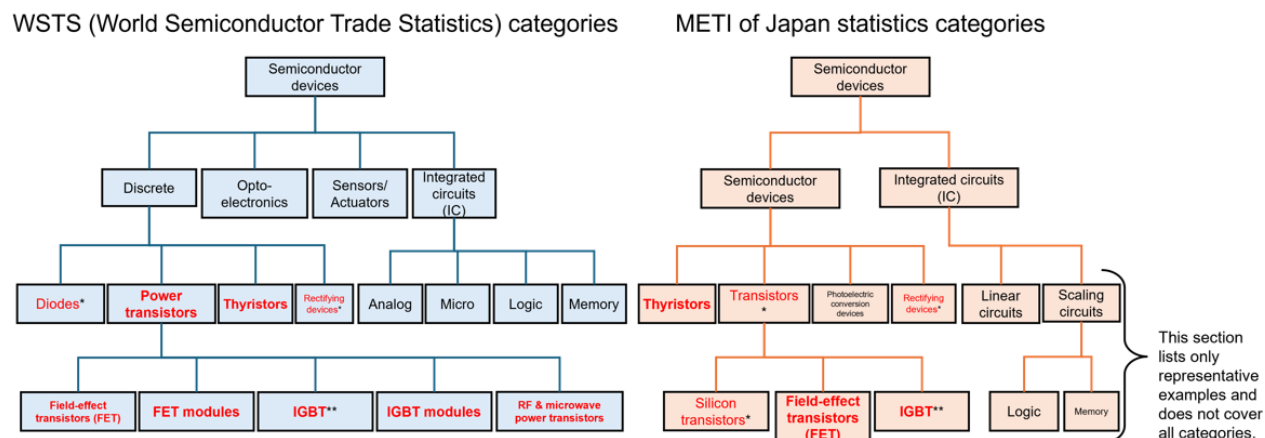 WSTS (World Semiconductor Trade Statistics) categories
METI of Japan statistics categories
Semiconductor
devices
Discrete
Opto-
electronics
Sensors/
Actuators
Integrated
circuits
(IC)
Diodes*
Power
transistors
Thyristors
Rectifying
devices*
Analog
Micro
Logic
Memory
Field-effect
transistors (FET)
FET modules
IGBT**
IGBT modules
RF & microwave
power transistors
Semiconductor
devices
Semiconductor
devices
Integrated circuits
(IC)
Thyristors
Transistors
*
Photoelectric
conversion
devices
Rectifying
devices*
Linear
circuits
Scaling
circuits
Silicon
transistors*
Field-effect
transistors
(FET)
IGBT**
Logic
Memory
This section
lists only
representative
examples and
does not cover
all categories.